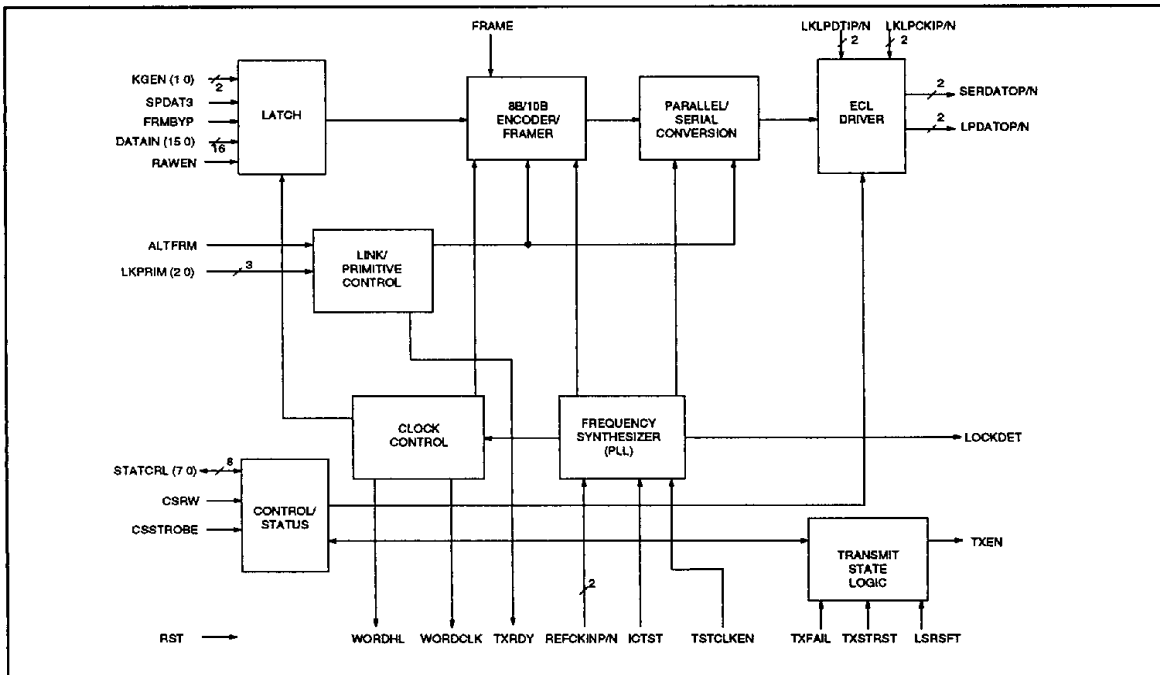 FRAME
LKLPDTIP/N LKLPCKIP/N
2 2
KGEN (1 0)
2
SPDAT3
FRMBYP
DATAIN (15 0)
16
RAWEN
LATCH
8B/10B
ENCODER/
FRAMER
PARALLEL/
SERIAL
CONVERSION
ECL
DRIVER
2
SERDATOP/N
2
LPDATOP/N
ALTFRM
LKPRIM (2 0)
3
LINK/
PRIMITIVE
CONTROL
CLOCK
CONTROL
FREQUENCY
SYNTHESIZER
(PLL)
LOCKDET
STATCRL (7 0)
8
CSRW
CSSTROBE
CONTROL/
STATUS
TRANSMIT
STATE
LOGIC
TXEN
2
RST
WORDHL WORDCLK TXRDY REFCKINP/N ICTST TSTCLKEN TXFAIL TXSTRST LSRSFT